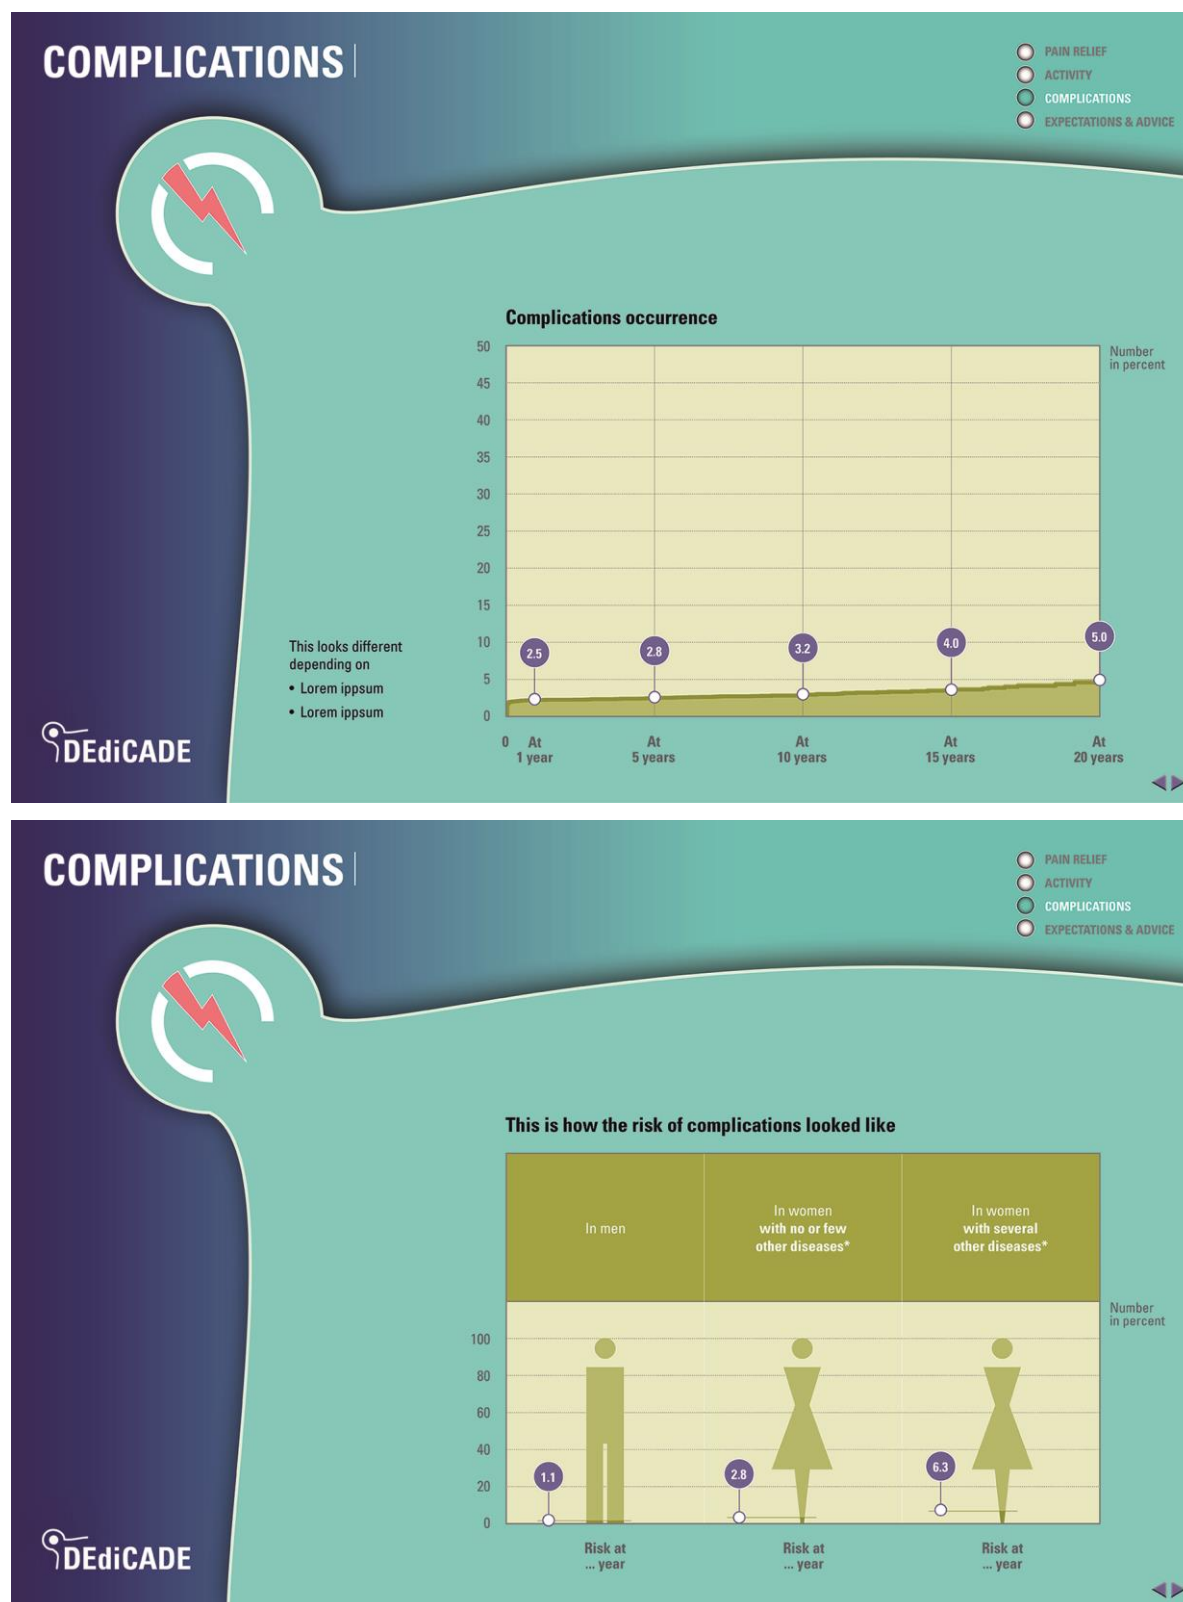 COMPLICATIONS
PAIN RELIEF
ACTIVITY
COMPLICATIONS
EXPECTATIONS & ADVICE
Complications occurrence
Number
in percent
50
45
40
35
30
25
20
15
10
5
0
2.5
2.8
3.2
4.0
5.0
This looks different
depending on
• Lorem ippsum
• Lorem ippsum
0
At
1 year
At
5 years
At
10 years
At
15 years
At
20 years
DEdiCADE
COMPLICATIONS
PAIN RELIEF
ACTIVITY
COMPLICATIONS
EXPECTATIONS & ADVICE
This is how the risk of complications looked like
In men
In women
with no or few
other diseases*
In women
with several
other diseases*
Number
in percent
100
80
60
40
20
0
1.1
2.8
6.3
Risk at
... year
Risk at
... year
Risk at
... year
DEdiCADE